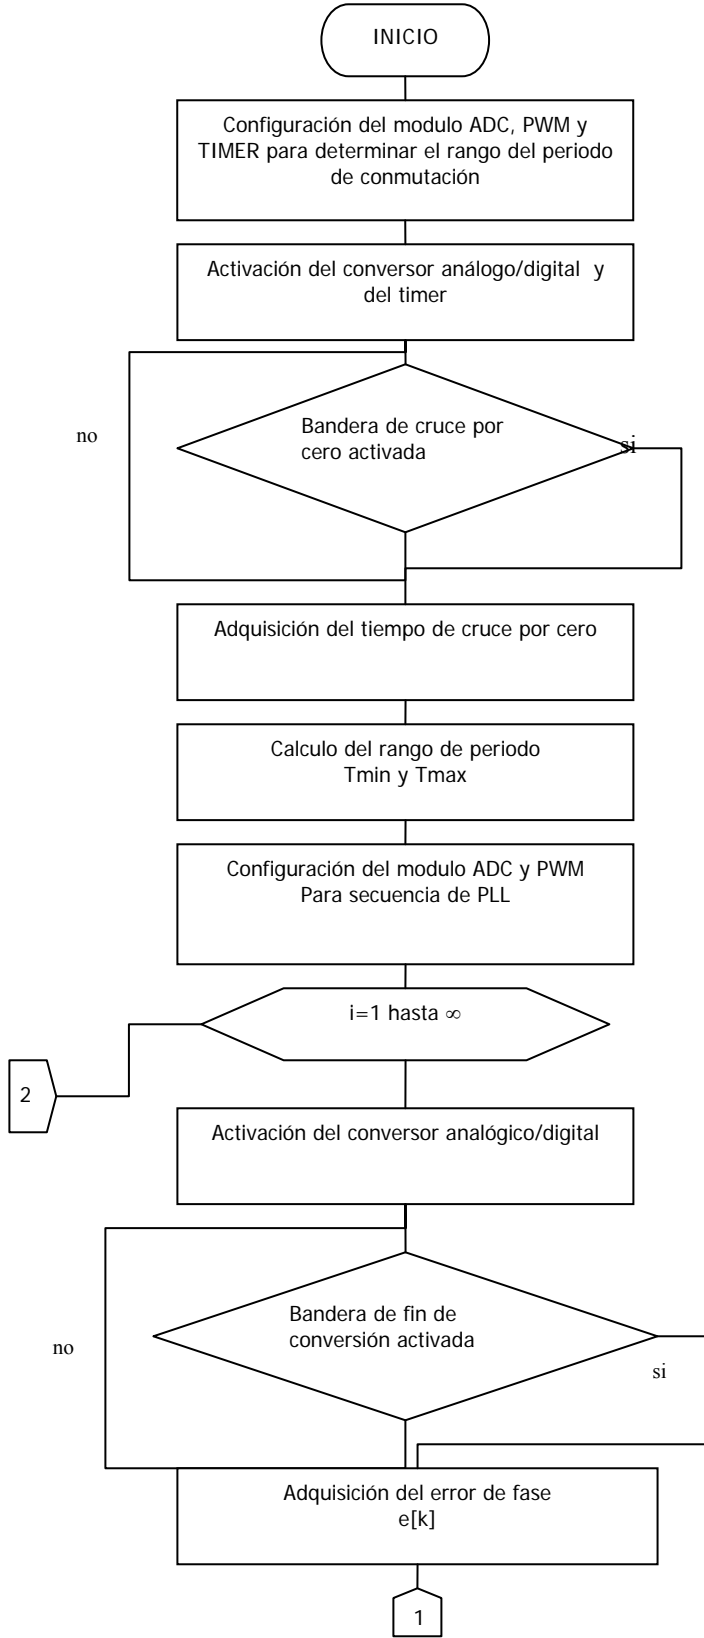 INICIO
Configuración del modulo ADC, PWM y
TIMER para determinar el rango del periodo
de conmutación
Activación del conversor análogo/digital y
del timer
Bandera de cruce por
cero activada
no
si
Adquisición del tiempo de cruce por cero
Calculo del rango de periodo
Tmin y Tmax
Configuración del modulo ADC y PWM
Para secuencia de PLL
i=1 hasta ∞
2
Activación del conversor analógico/digital
Bandera de fin de
conversión activada
no
si
Adquisición del error de fase
e[k]
1